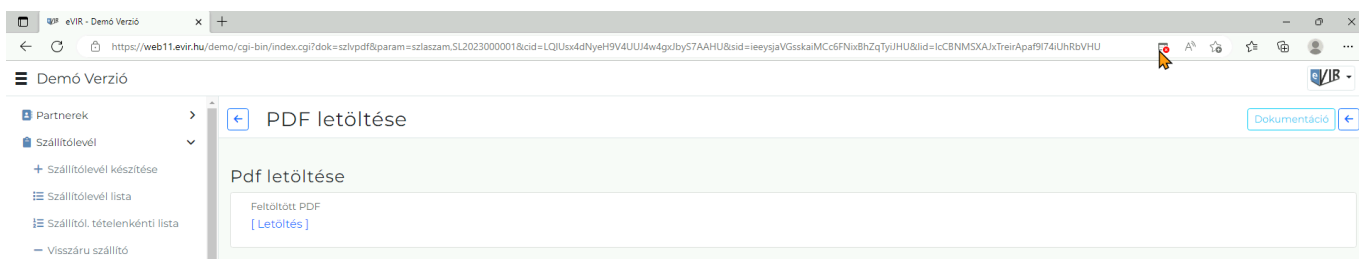 eVIR - Demó Verzió
https://web11.evir.hu/demo/cgi-bin/index.cgi?dok=szlvpdf&param=szlaszam.SL2023000001&cid=LQIUsx4dNyeH9V4UUJ4w4gxJbyS7AAHU&sid=ieeysjaVGsskaiMCc6FNixBhZqTyiJHU&lid=IcCBNMSXAJxTreirApaf9I74iUhRbVHU
Demó Verzió
eVIR
Partnerek
PDF letöltése
Dokumentáció
Szállítólevél
Szállítólevél készítése
Pdf letöltése
Szállítólevél lista
Feltöltött PDF
[ Letöltés ]
Szállítól. tételenkénti lista
Visszáru szállító